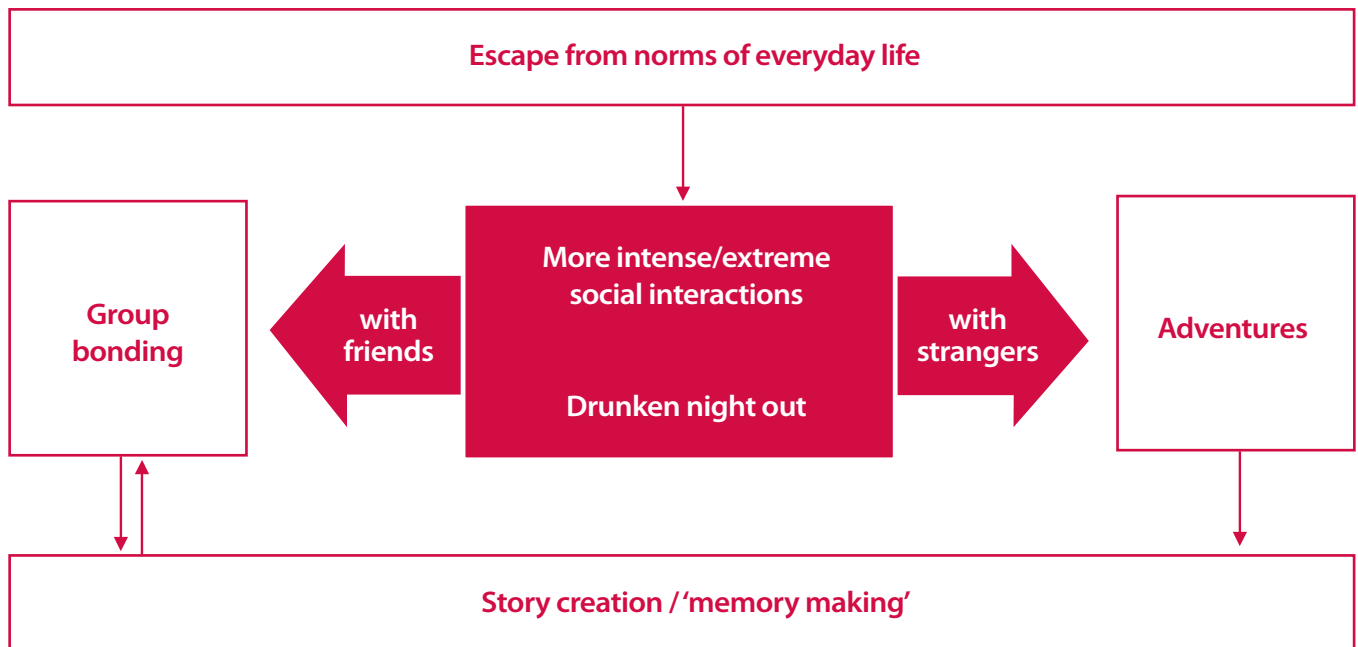 Escape from norms of everyday life
More intense/extreme
social interactions
Group
bonding
with
friends
with
strangers
Adventures
Drunken night out
Story creation / ‘memory making’